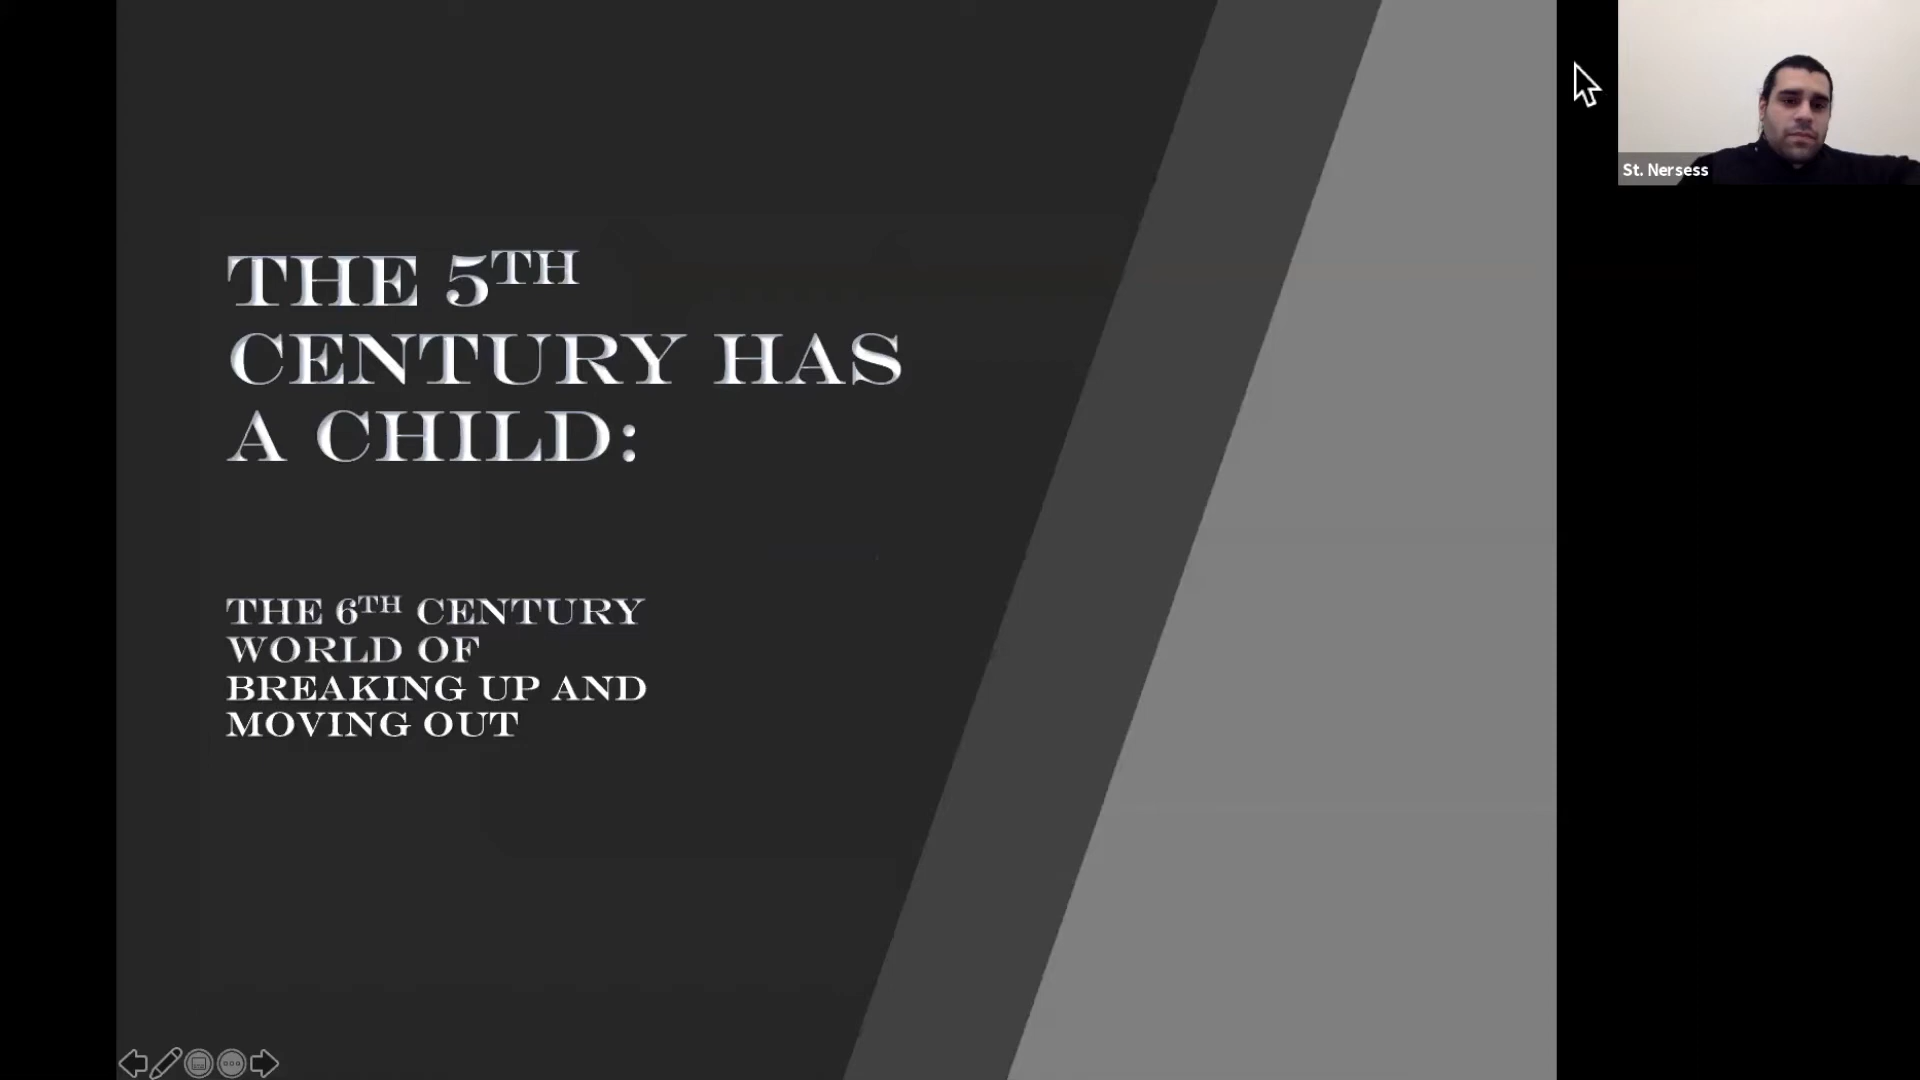 THE 5TH
CENTURY HAS
A CHILD:
THE 6TH CENTURY
WORLD OF
BREAKING UP AND
MOVING OUT
St. Nersess